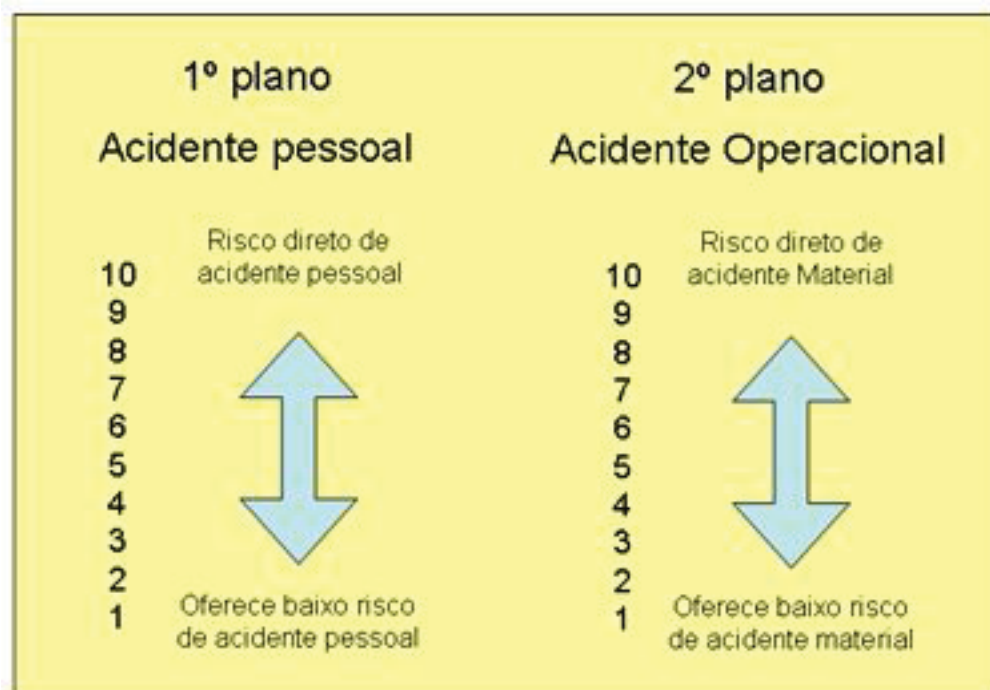 1º plano
Acidente pessoal
Risco direto de
acidente pessoal
10
9
8
7
6
5
4
3
2
1
Oferece baixo risco
de acidente pessoal
2º plano
Acidente Operacional
Risco direto de
acidente Material
10
9
8
7
6
5
4
3
2
1
Oferece baixo risco
de acidente material